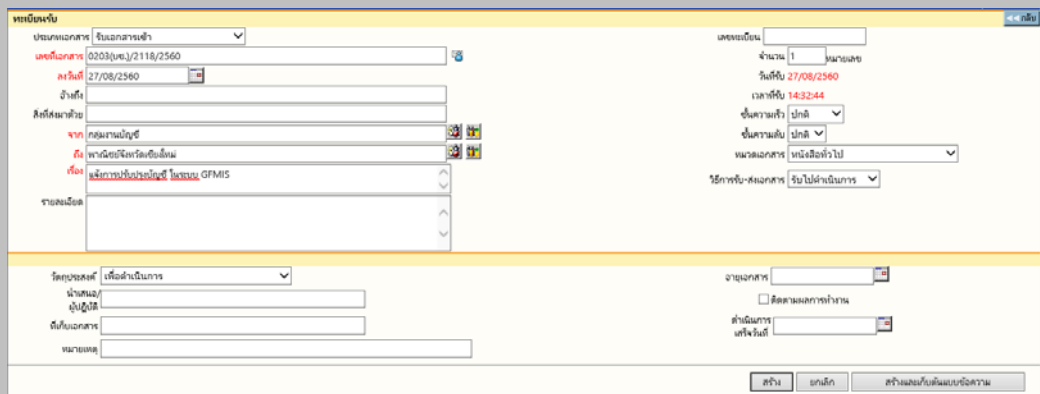 ทะเบียนรับ
◄◄ กลับ
ประเภทเอกสาร รับเอกสารเข้า
เลขทะเบียน
เลขที่เอกสาร 0203(บช.)/2118/2560
จำนวน 1 หมายเลข
ลงวันที่ 27/08/2560
วันที่รับ 27/08/2560
อ้างถึง
เวลาที่รับ 14:32:44
สิ่งที่ส่งมาด้วย
ชั้นความเร็ว ปกติ
จาก กลุ่มงานบัญชี
ชั้นความลับ ปกติ
ถึง พาณิชย์จังหวัดเชียงใหม่
หมวดเอกสาร หนังสือทั่วไป
เรื่อง แจ้งการปรับปรุงบัญชี ในระบบ GFMIS
วิธีการรับ-ส่งเอกสาร รับไปดำเนินการ
รายละเอียด
วัตถุประสงค์ เพื่อดำเนินการ
อายุเอกสาร
นำเสนอ/
ผู้ปฏิบัติ
ติดตามผลการทำงาน
ที่เก็บเอกสาร
ดำเนินการ
เสร็จวันที่
หมายเหตุ
สร้าง
ยกเลิก
สร้างและเก็บต้นแบบข้อความ